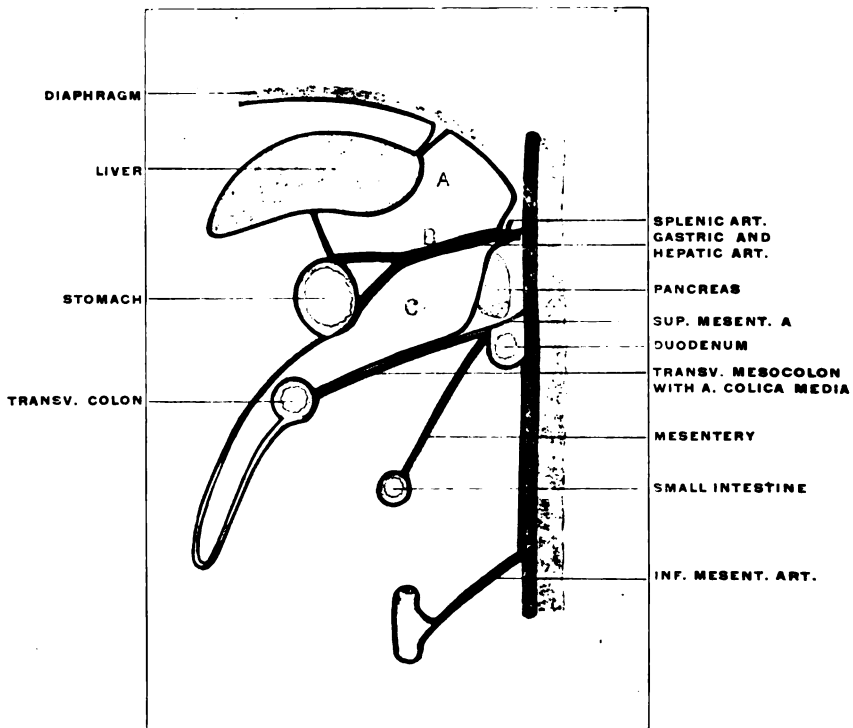 DIAPHRAGM
LIVER
STOMACH
TRANSV. COLON
A
B
C
SPLENIC ART.
GASTRIC AND
HEPATIC ART.
PANCREAS
SUP. MESENT. A
DUODENUM
TRANSV. MESOCOLON
WITH A. COLICA MEDIA
MESENTERY
SMALL INTESTINE
INF. MESENT. ART.